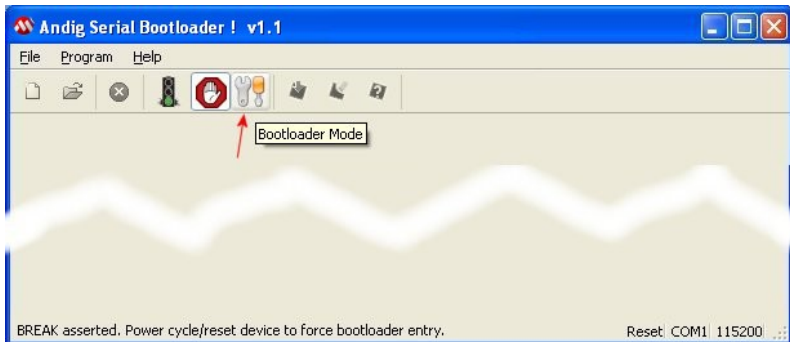 Andig Serial Bootloader ! v1.1
File Program Help
Bootloader Mode
BREAK asserted. Power cycle/reset device to force bootloader entry.
Reset COM1 115200